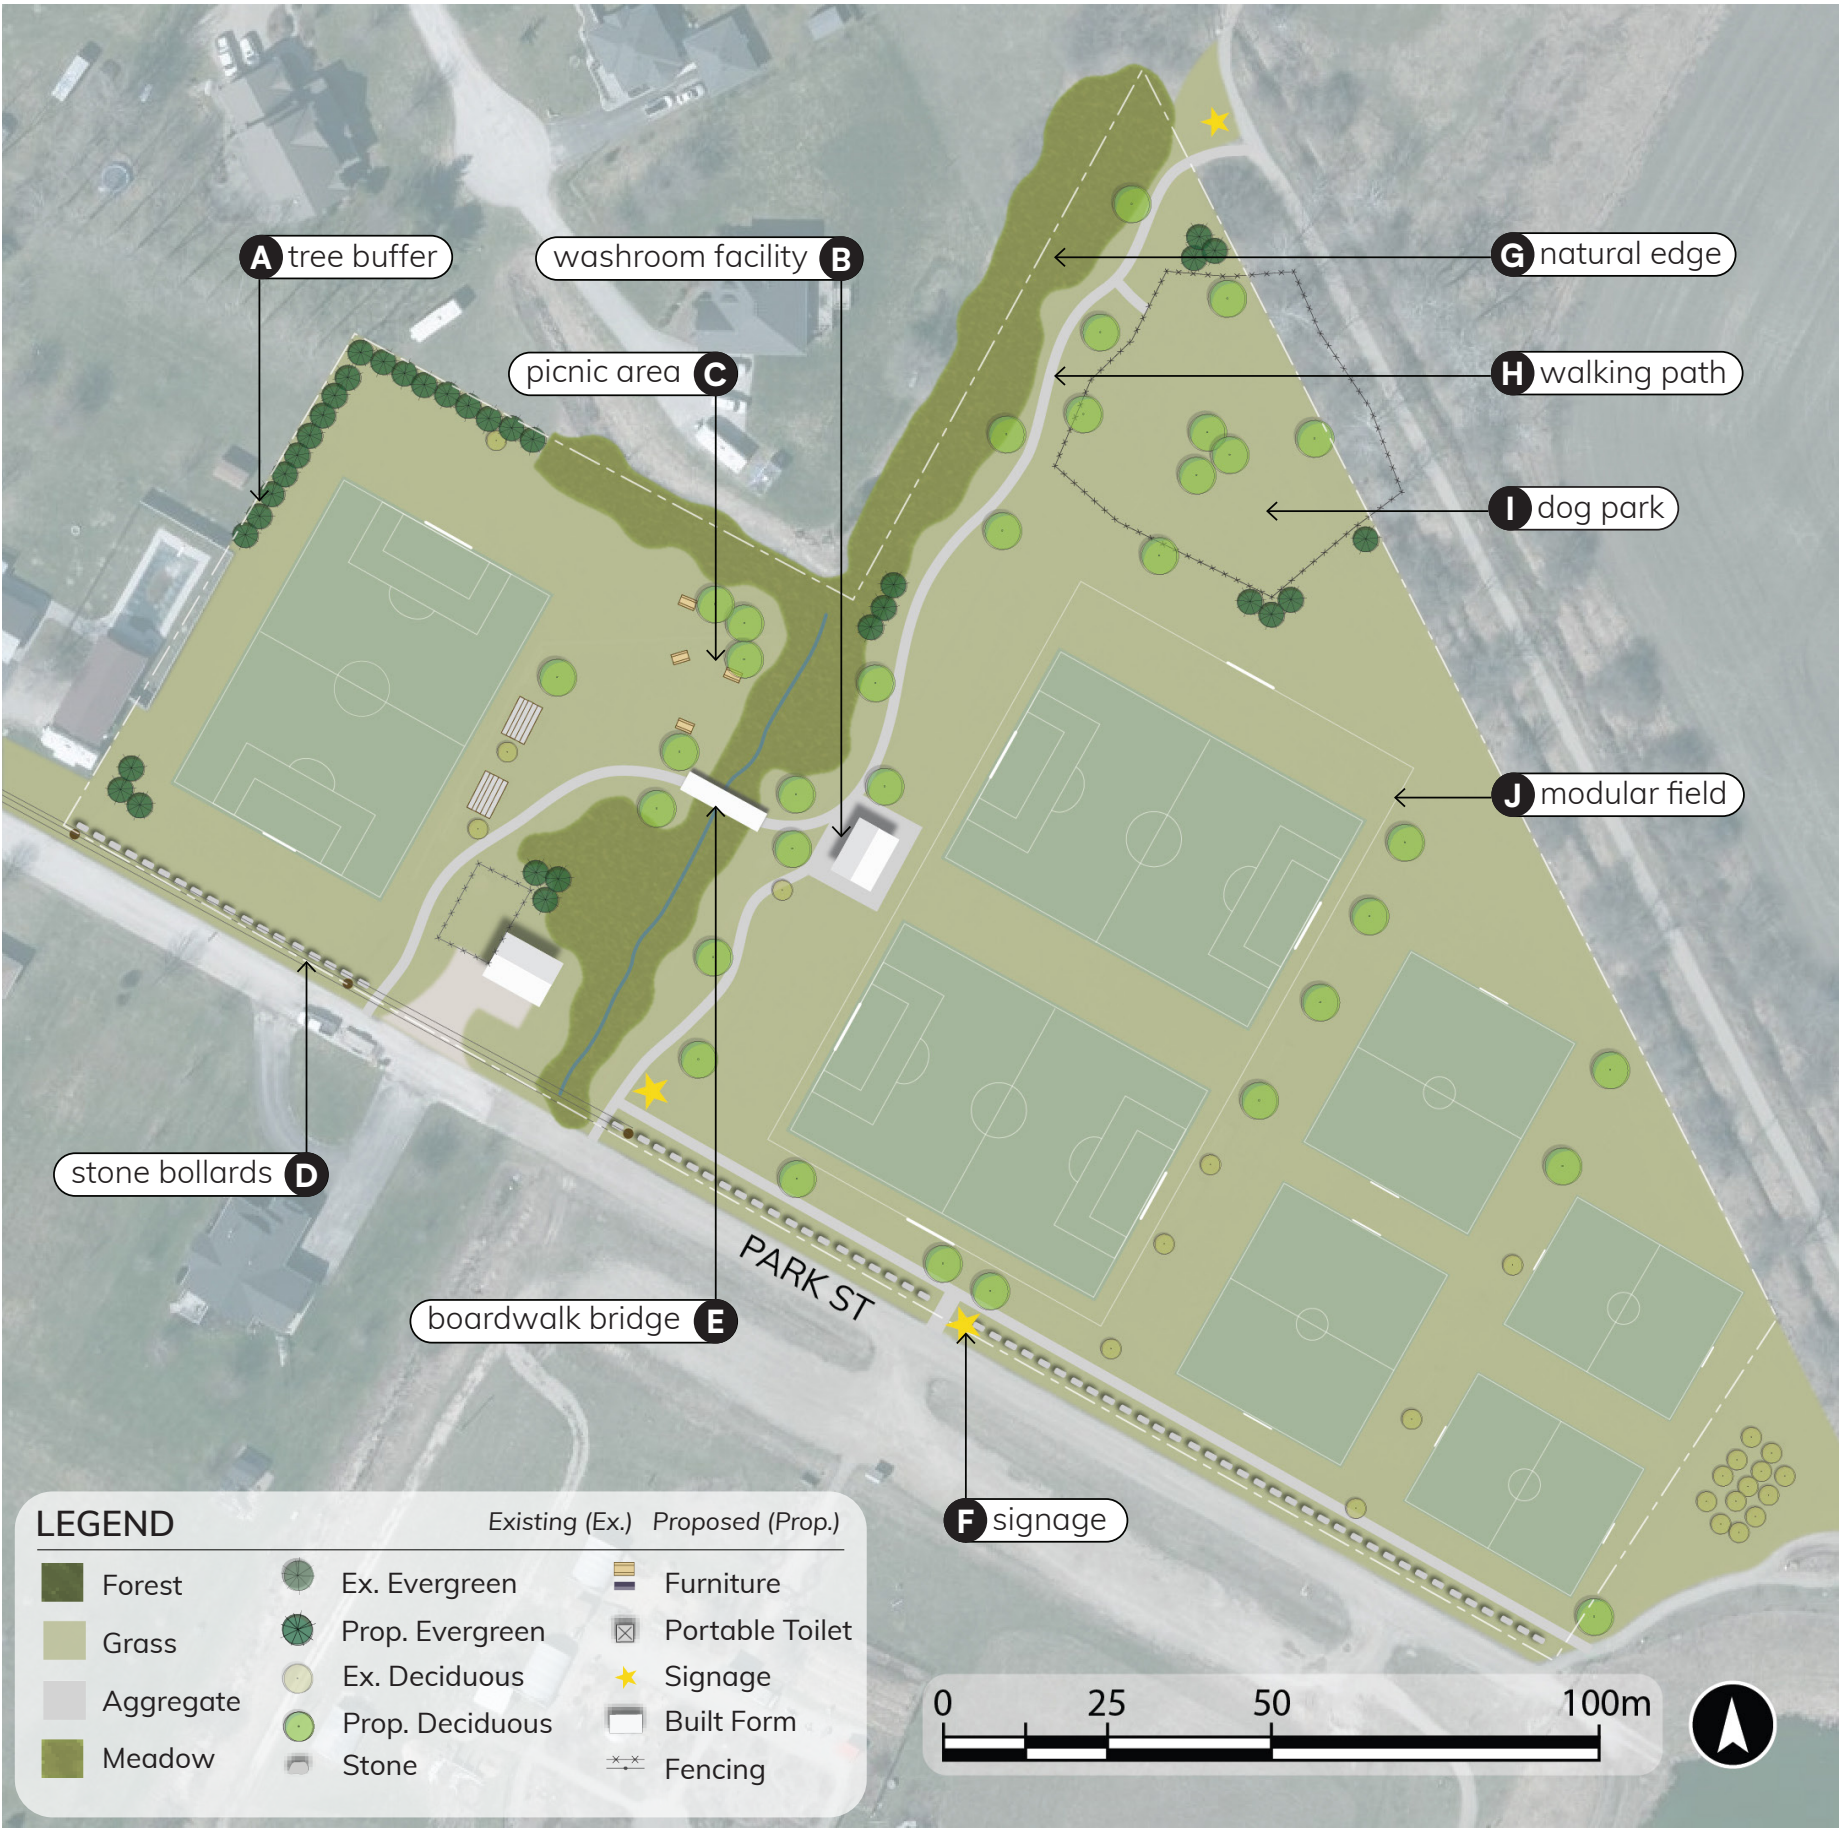 A tree buffer
washroom facility B
G natural edge
picnic area C
H walking path
I dog park
J modular field
stone bollards D
PARK ST
boardwalk bridge E
F signage
LEGEND
Existing (Ex.) Proposed (Prop.)
Forest
Grass
Aggregate
Meadow
Ex. Evergreen
Prop. Evergreen
Ex. Deciduous
Prop. Deciduous
Stone
Furniture
Portable Toilet
Signage
Built Form
Fencing
0 25 50 100m